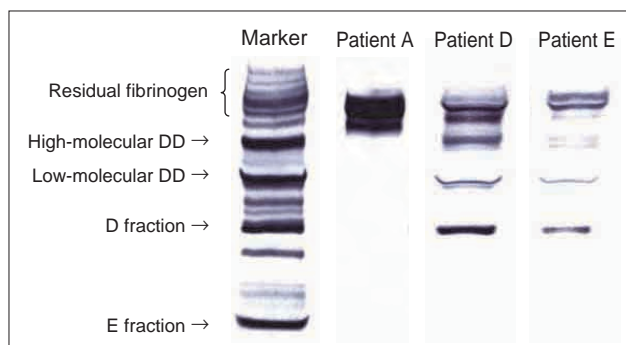 Marker Patient A Patient D Patient E
Residual fibrinogen
High-molecular DD →
Low-molecular DD →
D fraction →
E fraction →